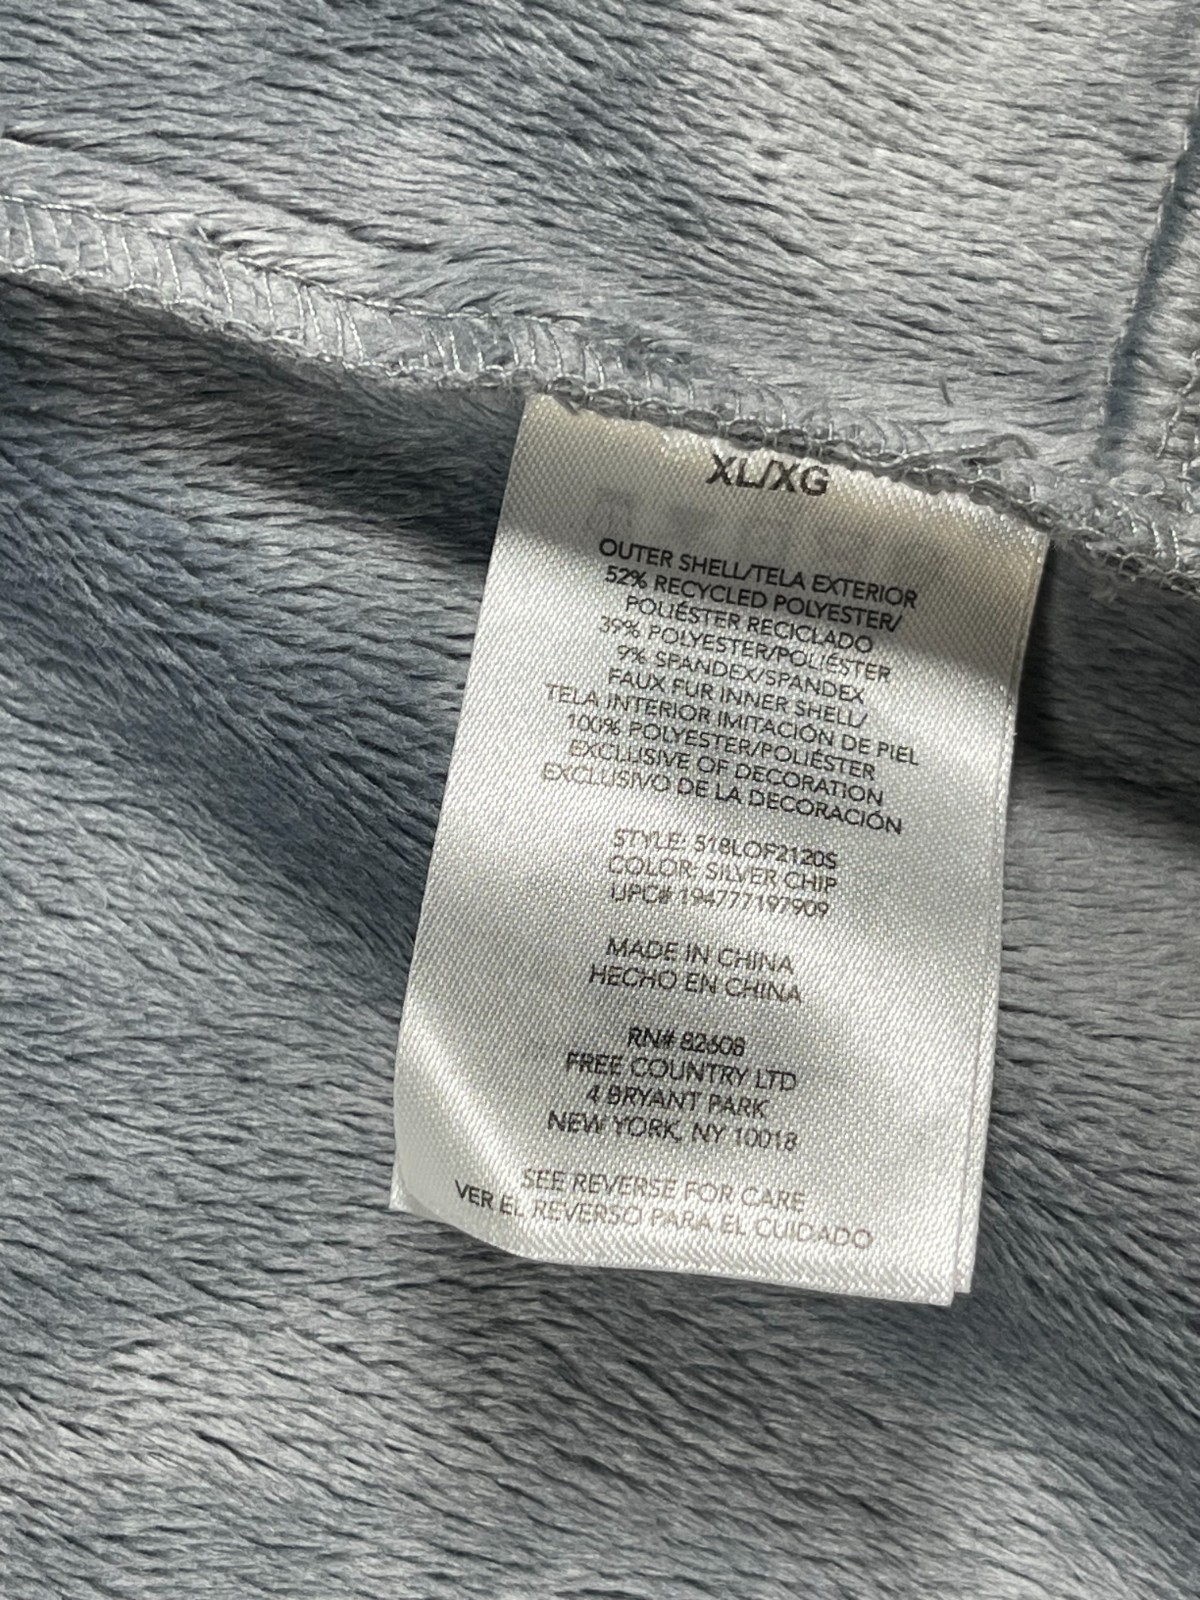 XL/XG
OUTER SHELL/TELA EXTERIOR
52% RECYCLED POLYESTER/
POLIÉSTER RECICLADO
39% POLYESTER/POLIÉSTER
9% SPANDEX/SPANDEX
FAUX FUR INNER SHELL/
TELA INTERIOR IMITACIÓN DE PIEL
100% POLYESTER/POLIÉSTER
EXCLUSIVE OF DECORATION
EXCLUSIVO DE LA DECORACIÓN
STYLE: 518LOF2120S
COLOR: SILVER CHIP
UPC# 194777197909
MADE IN CHINA
HECHO EN CHINA
RN# 82608
FREE COUNTRY LTD
4 BRYANT PARK
NEW YORK, NY 10018
SEE REVERSE FOR CARE
VER EL REVERSO PARA EL CUIDADO